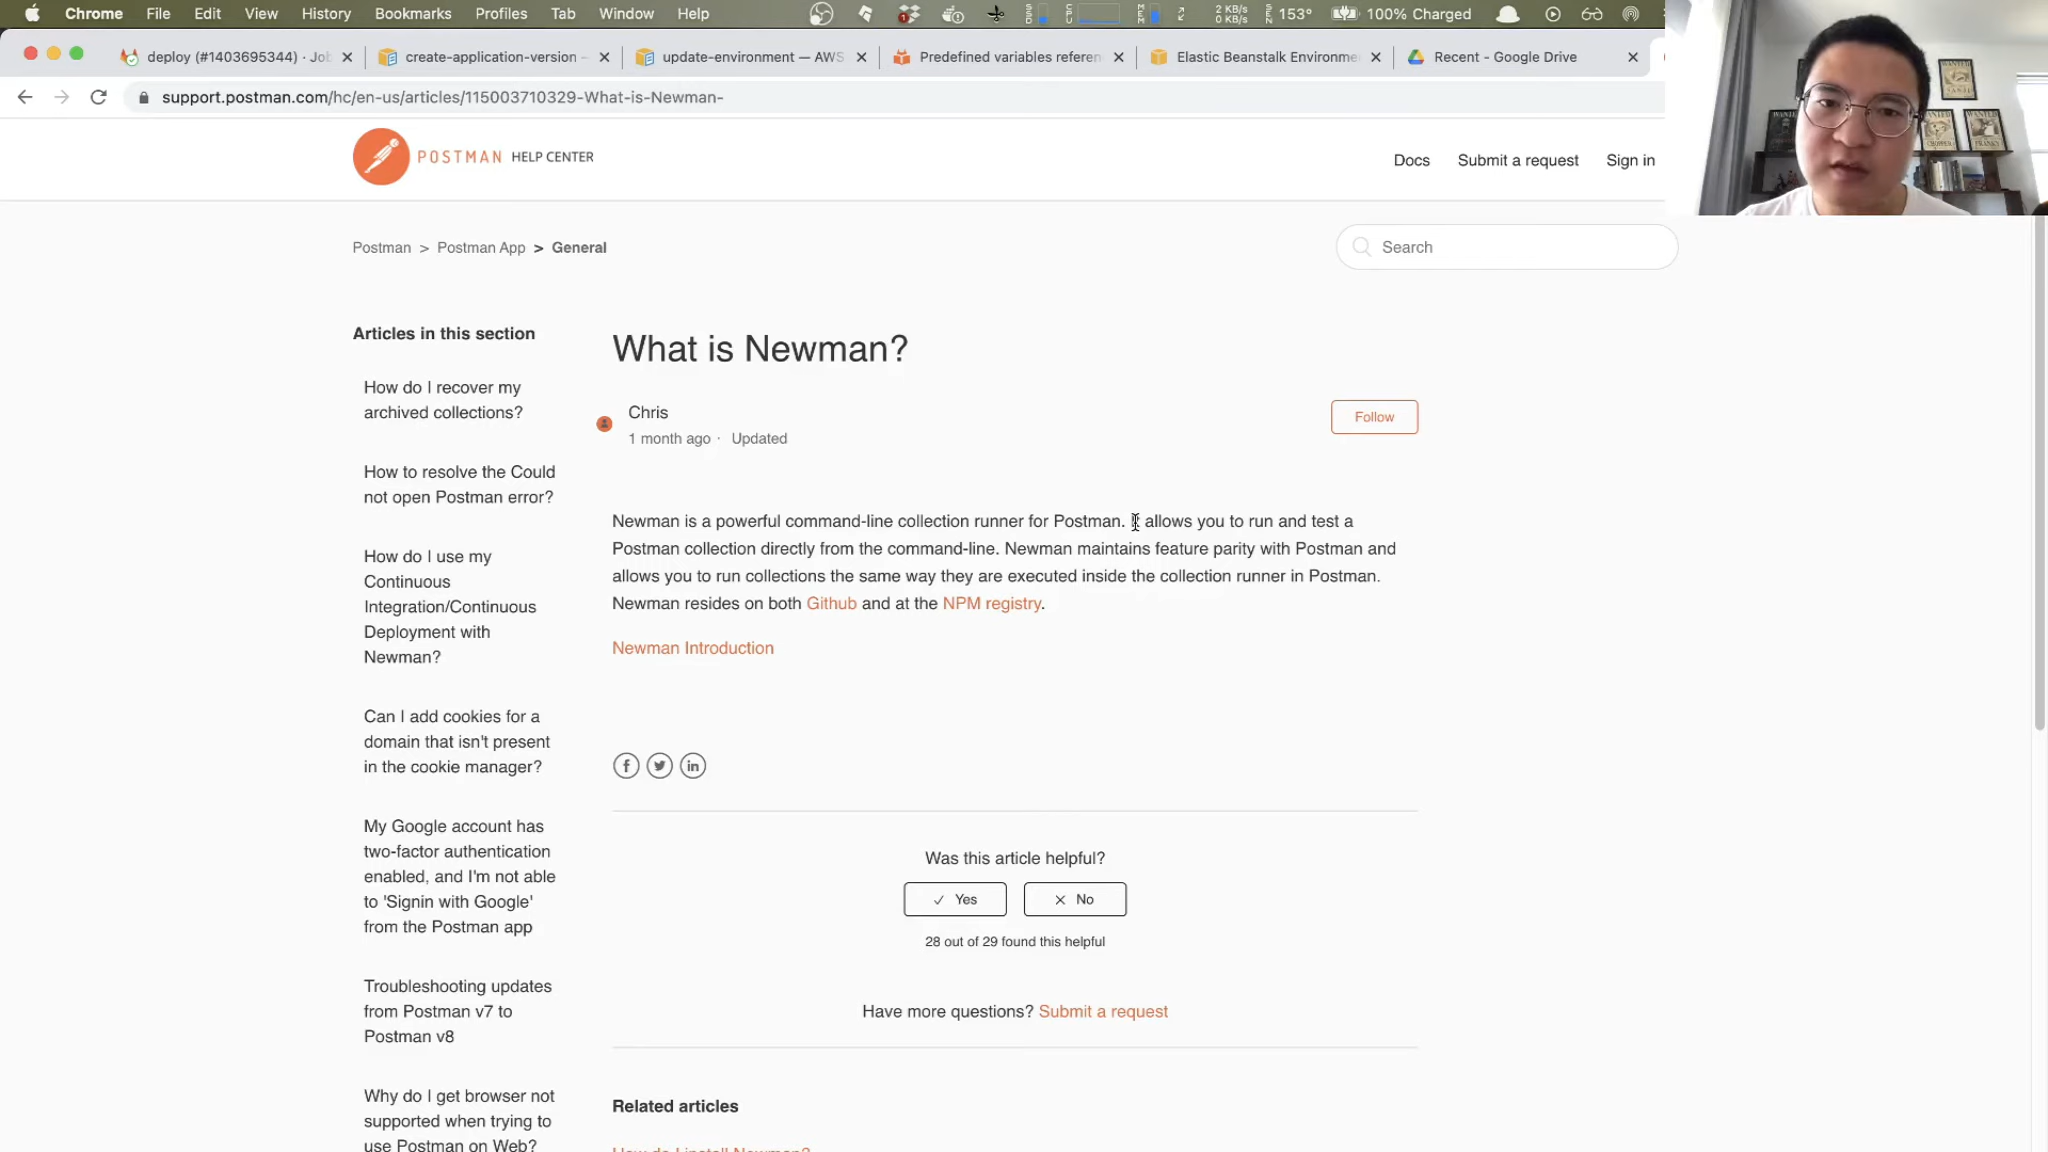 Chrome File Edit View History Bookmarks Profiles Tab Window Help 2 KB/s 0 KB/s 153° 100% Charged
deploy (#1403695344) · Job create-application-version – update-environment — AWS Predefined variables referen Elastic Beanstalk Environme Recent - Google Drive
support.postman.com/hc/en-us/articles/115003710329-What-is-Newman-
POSTMAN HELP CENTER
Docs Submit a request Sign in
Postman > Postman App > General
Search
Articles in this section
How do I recover my
archived collections?
How to resolve the Could
not open Postman error?
How do I use my
Continuous
Integration/Continuous
Deployment with
Newman?
Can I add cookies for a
domain that isn't present
in the cookie manager?
My Google account has
two-factor authentication
enabled, and I'm not able
to 'Signin with Google'
from the Postman app
Troubleshooting updates
from Postman v7 to
Postman v8
Why do I get browser not
supported when trying to
use Postman on Web?
What is Newman?
Chris
1 month ago · Updated
Follow
Newman is a powerful command-line collection runner for Postman. It allows you to run and test a
Postman collection directly from the command-line. Newman maintains feature parity with Postman and
allows you to run collections the same way they are executed inside the collection runner in Postman.
Newman resides on both Github and at the NPM registry.
Newman Introduction
Was this article helpful?
Yes No
28 out of 29 found this helpful
Have more questions? Submit a request
Related articles
How do I install Newman?